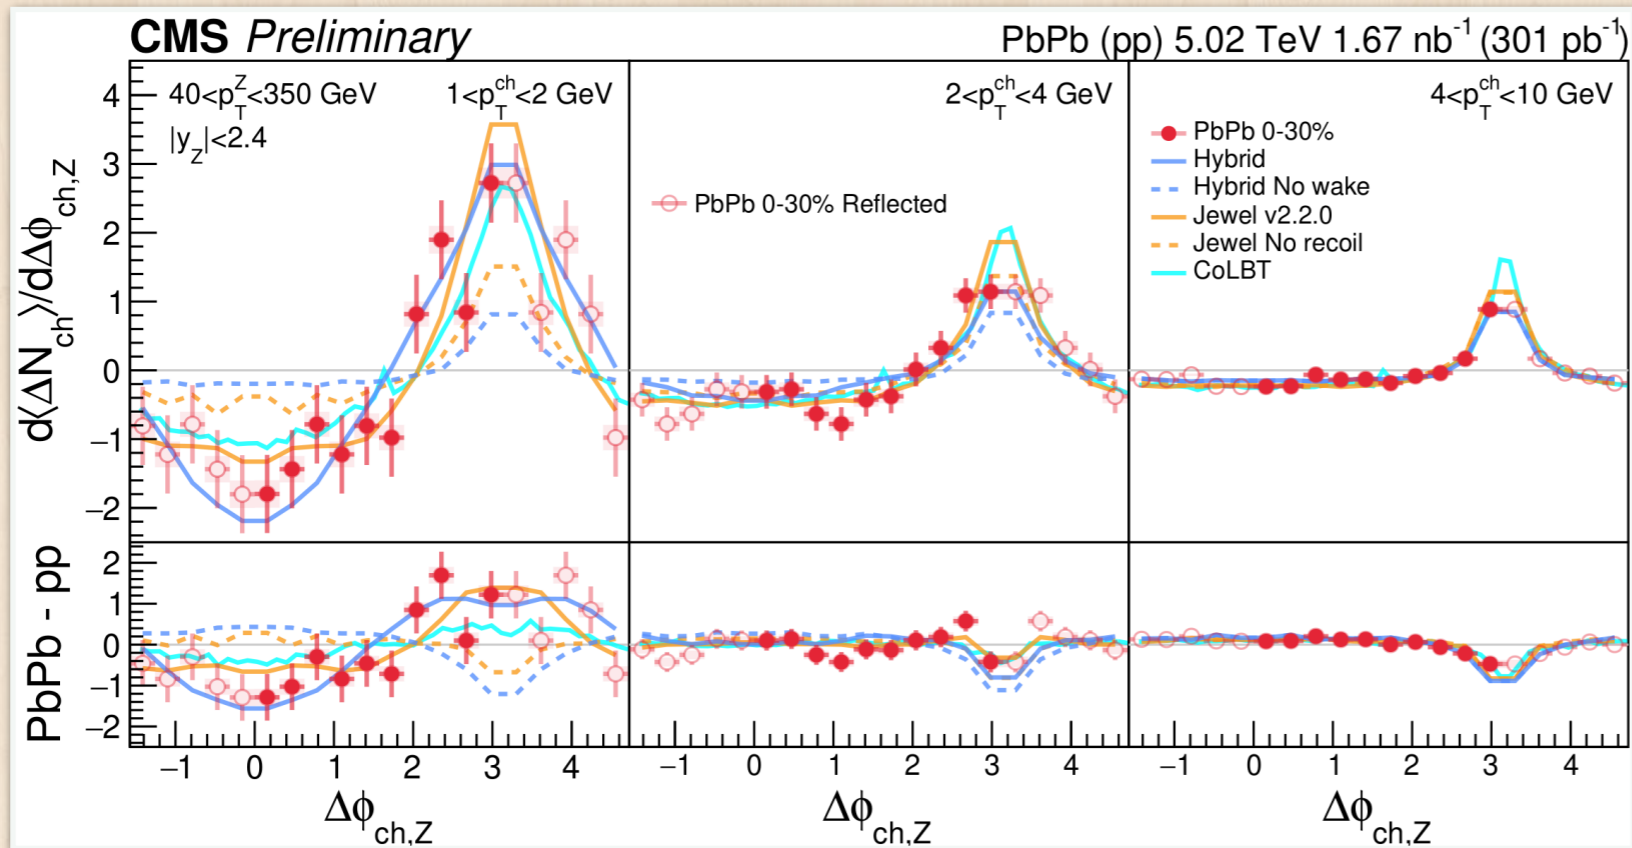 CMS Preliminary
PbPb (pp) 5.02 TeV 1.67 nb⁻¹ (301 pb⁻¹)
40<p_T^Z<350 GeV
|y_Z|<2.4
1<p_T^ch<2 GeV
2<p_T^ch<4 GeV
4<p_T^ch<10 GeV
PbPb 0-30% Reflected
PbPb 0-30%
Hybrid
Hybrid No wake
Jewel v2.2.0
Jewel No recoil
CoLBT
d⟨ΔN_ch⟩/dΔϕ_ch,Z
4
3
2
1
0
−1
−2
PbPb - pp
2
1
0
−1
−2
−1 0 1 2 3 4
−1 0 1 2 3 4
−1 0 1 2 3 4
Δϕ_ch,Z
Δϕ_ch,Z
Δϕ_ch,Z